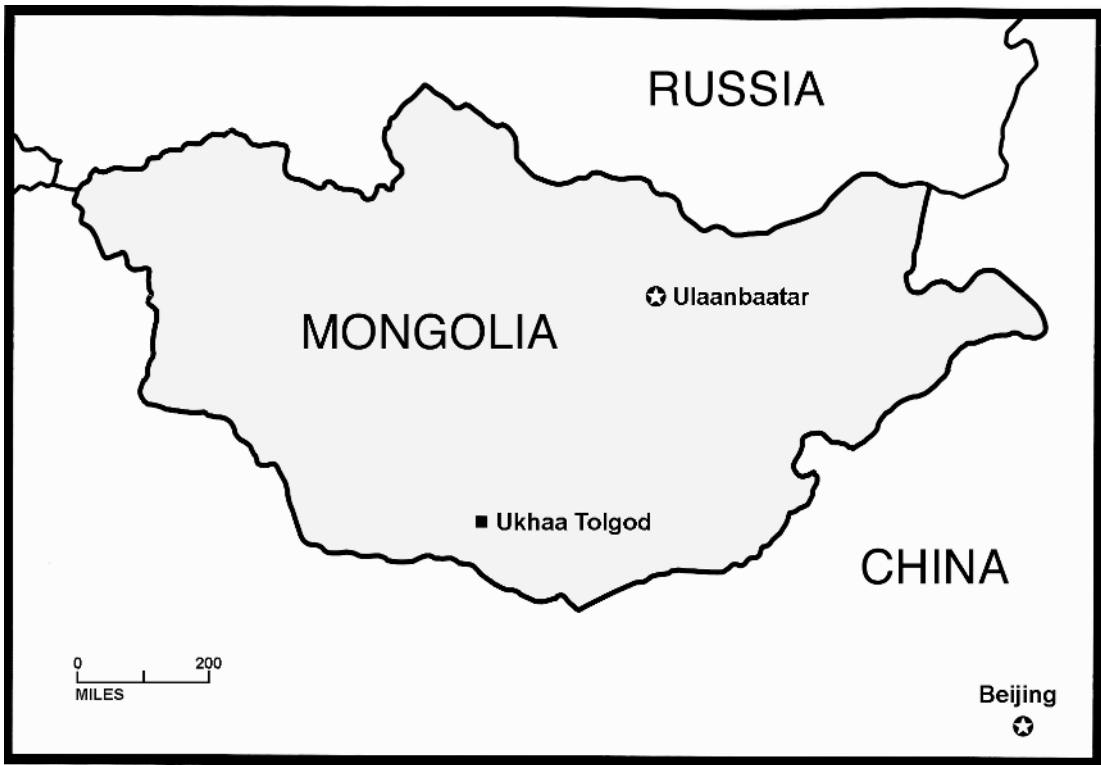 RUSSIA
Ulaanbaatar
MONGOLIA
Ukhaa Tolgod
CHINA
0 200
MILES
Beijing